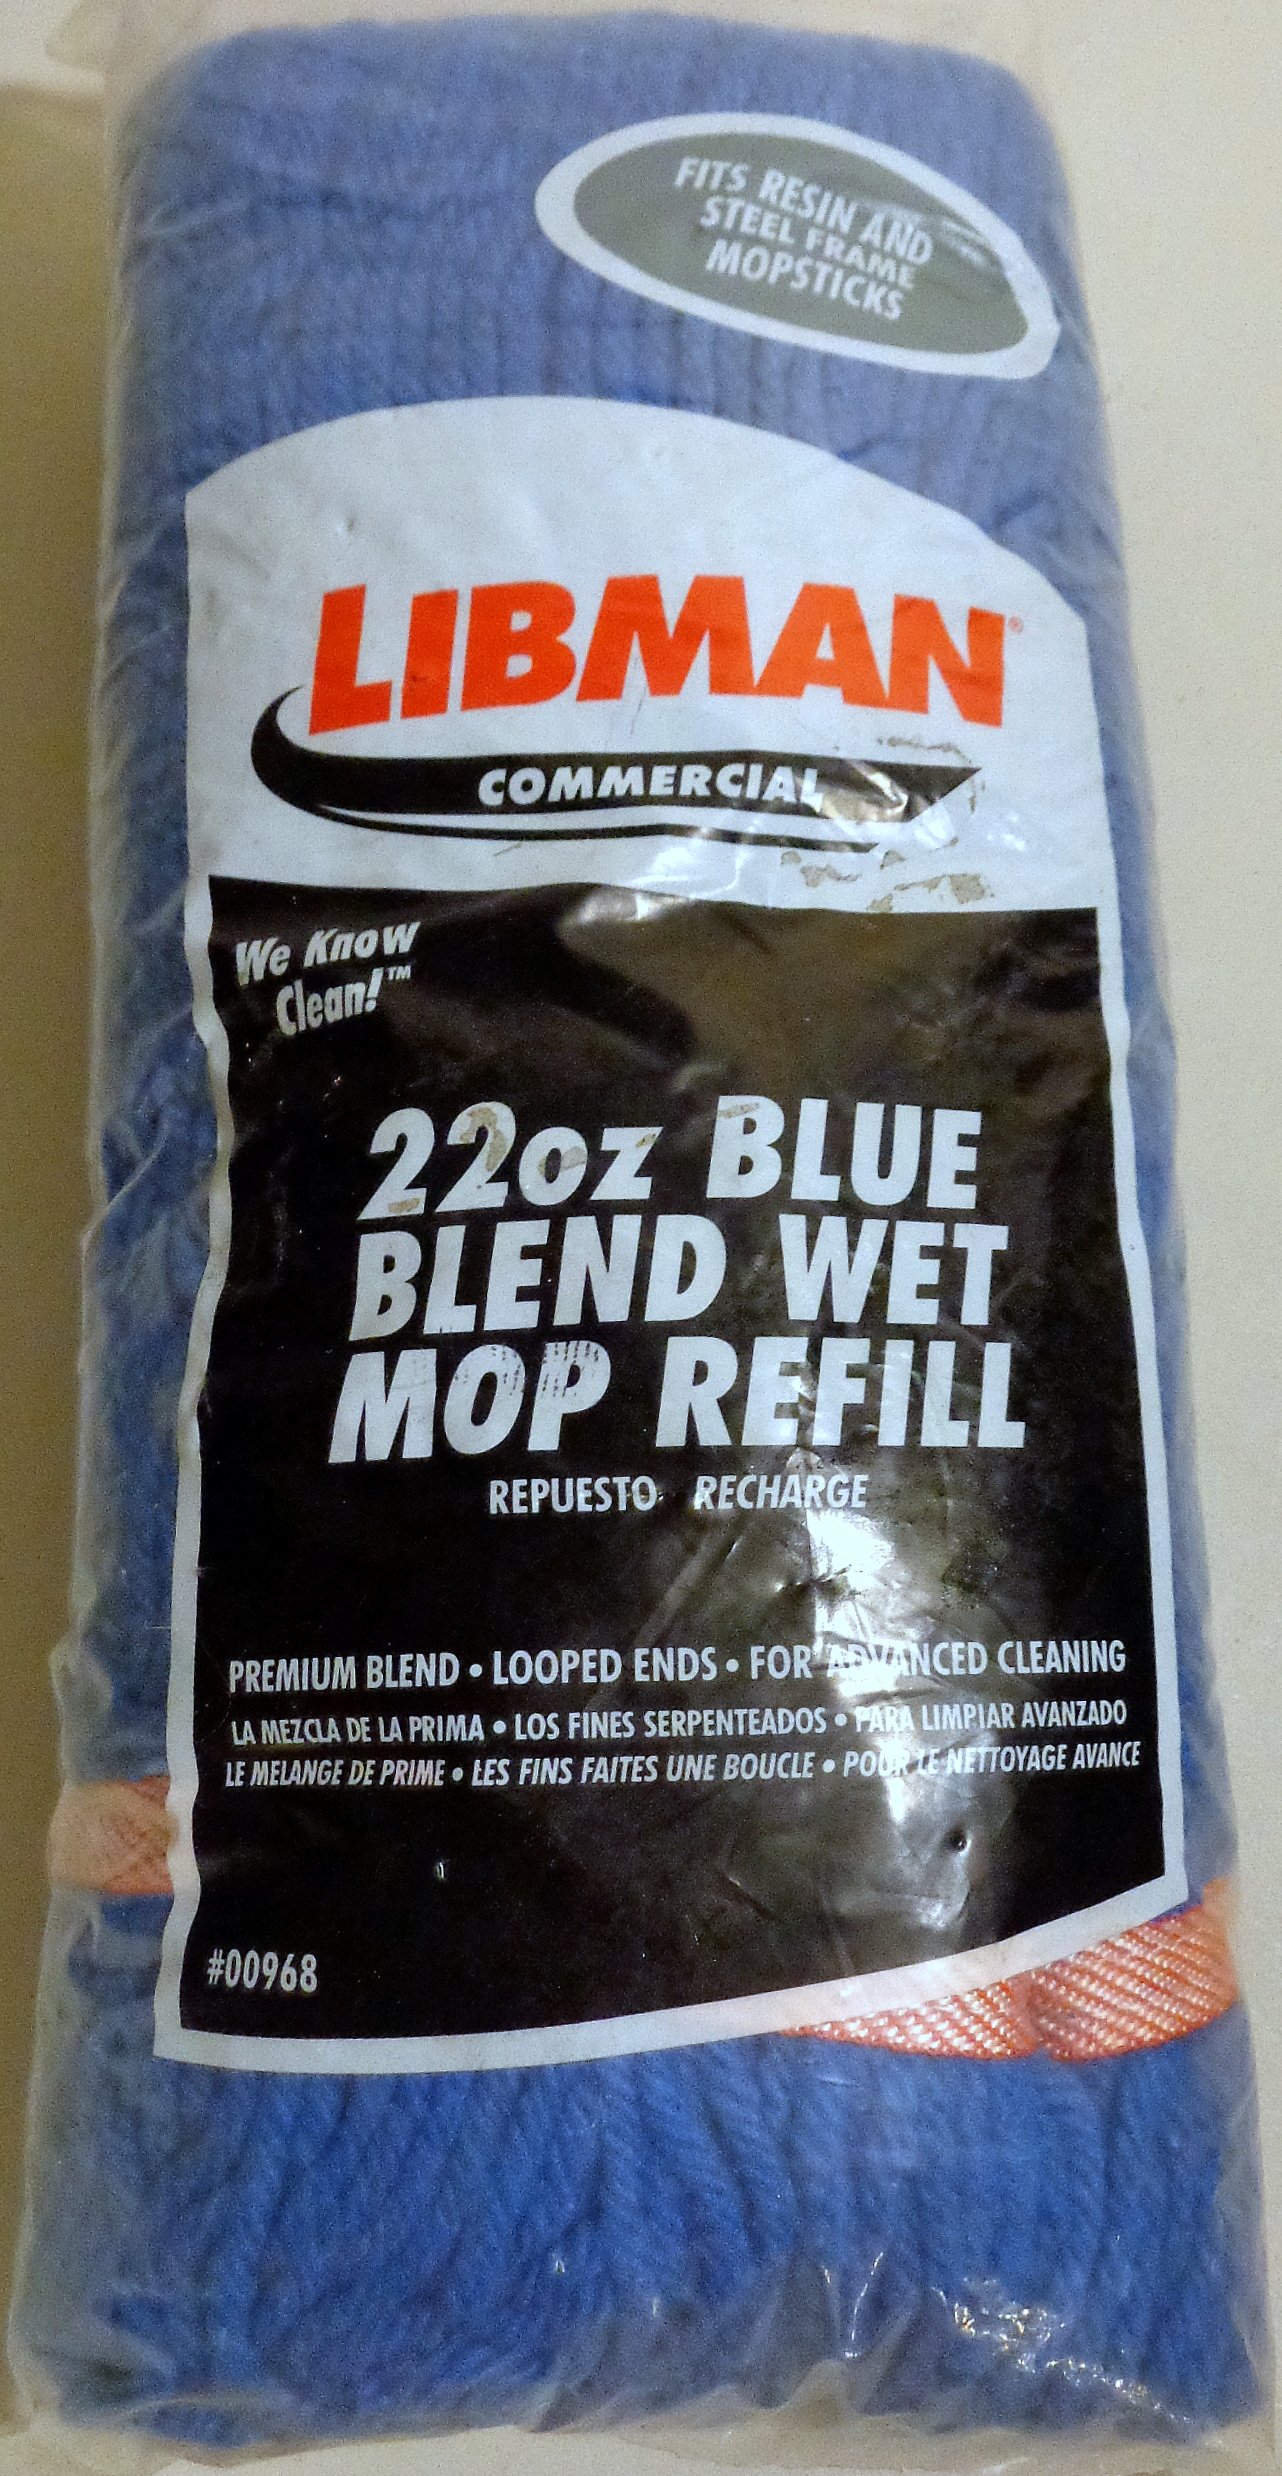 FITS RESIN AND
STEEL FRAME
MOPSTICKS
LIBMAN®
COMMERCIAL
We Know
Clean!™
22oz BLUE
BLEND WET
MOP REFILL
REPUESTO RECHARGE
PREMIUM BLEND • LOOPED ENDS • FOR ADVANCED CLEANING
LA MEZCLA DE LA PRIMA • LOS FINES SERPENTEADOS • PARA LIMPIAR AVANZADO
LE MELANGE DE PRIME • LES FINS FAITES UNE BOUCLE • POUR LE NETTOYAGE AVANCE
#00968